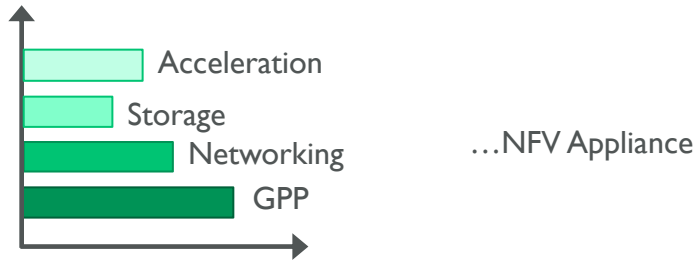 Acceleration
Storage
Networking
GPP
…NFV Appliance